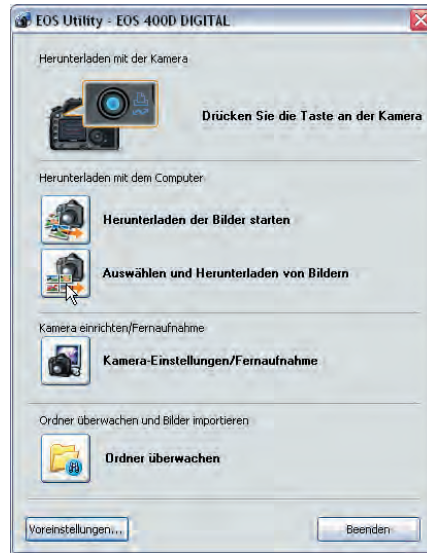 EOS Utility - EOS 400D DIGITAL
Herunterladen mit der Kamera
Drücken Sie die Taste an der Kamera
Herunterladen mit dem Computer
Herunterladen der Bilder starten
Auswählen und Herunterladen von Bildern
Kamera einrichten/Fernaufnahme
Kamera-Einstellungen/Fernaufnahme
Ordner überwachen und Bilder importieren
Ordner überwachen
Voreinstellungen... Beenden